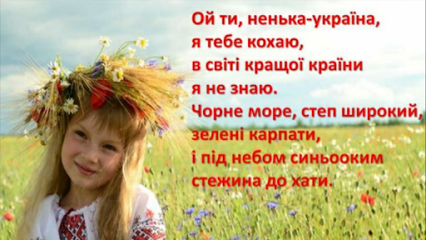 Ой ти, ненька-україна,
я тебе кохаю,
в світі кращої країни
я не знаю.
Чорне море, степ широкий,
зелені карпати,
і під небом синьооким
стежина до хати.